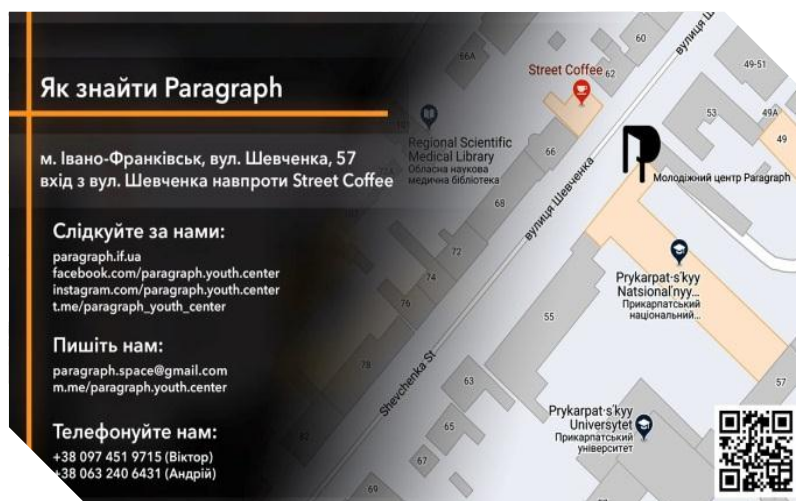 Як знайти Paragraph
м. Івано-Франківськ, вул. Шевченка, 57
вхід з вул. Шевченка навпроти Street Coffee
Слідкуйте за нами:
paragraph.if.ua
facebook.com/paragraph.youth.center
instagram.com/paragraph.youth.center
t.me/paragraph_youth_center
Пишіть нам:
paragraph.space@gmail.com
m.me/paragraph.youth.center
Телефонуйте нам:
+38 097 451 9715 (Віктор)
+38 063 240 6431 (Андрій)
60
66A
Street Coffee
62
49-51
53
49A
49
Regional Scientific
Medical Library
Обласна наукова
медична бібліотека
66
Молодіжний центр Paragraph
68
вулиця Шевченка
72
74
76
78
Prykarpat·s'kyy
Natsional'nyy...
Прикарпатський
національний...
55
Shevchenka St
63
57
Prykarpat·s'kyy
Universytet
Прикарпатський
університет
65
67
69